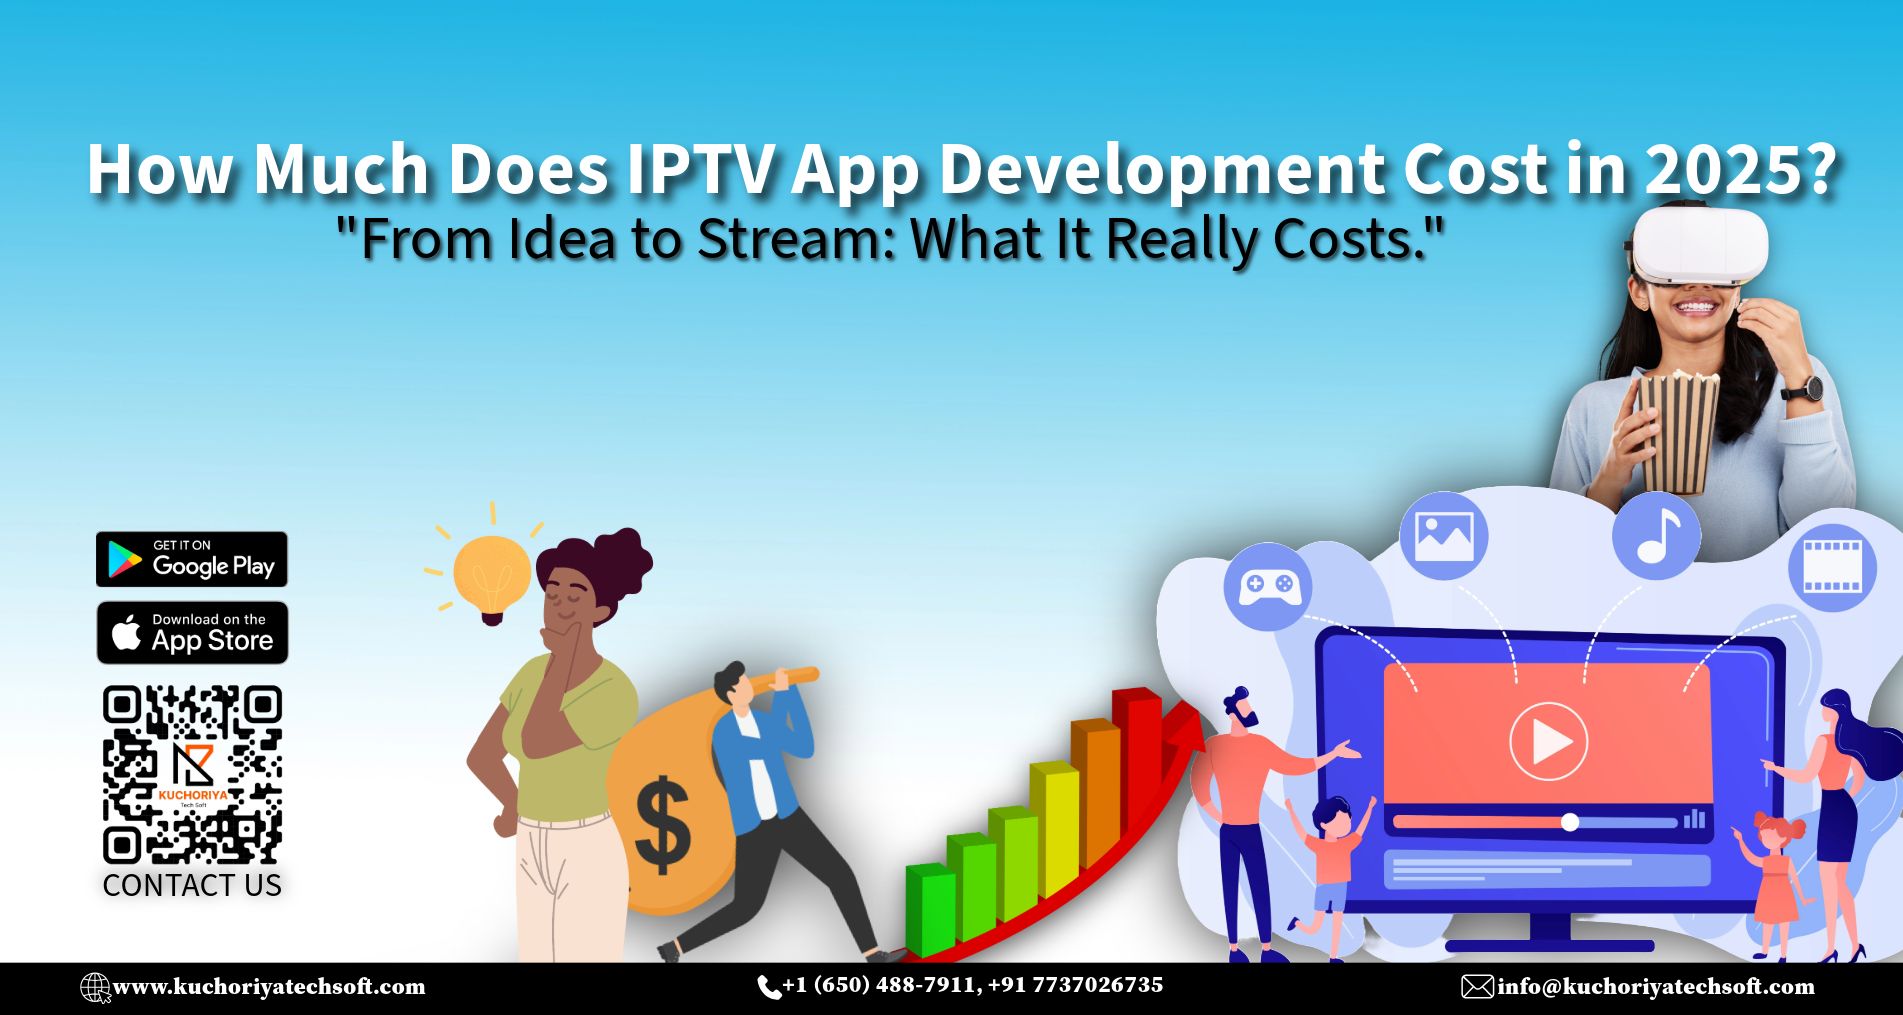 How Much Does IPTV App Development Cost in 2025?
"From Idea to Stream: What It Really Costs."
GET IT ON
Google Play
Download on the
App Store
KUCHORIYA
Tech Soft
CONTACT US
$
www.kuchoriyatechsoft.com
+1 (650) 488-7911, +91 7737026735
info@kuchoriyatechsoft.com